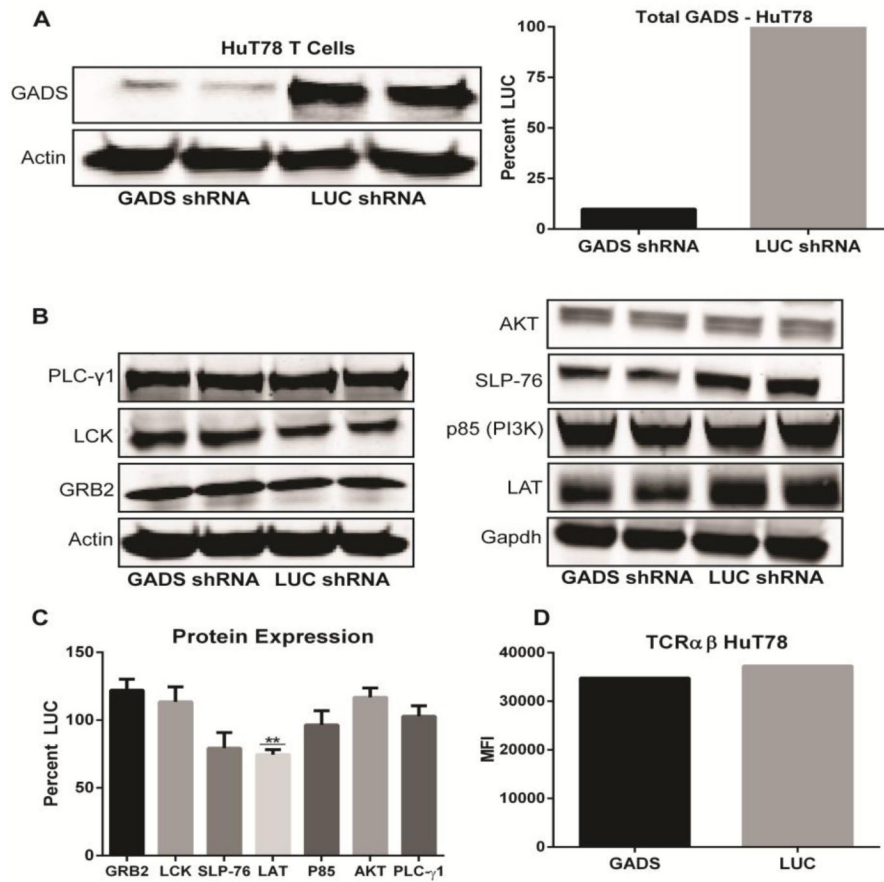 A
HuT78 T Cells
GADS
Actin
GADS shRNA LUC shRNA
Total GADS - HuT78
Percent LUC
100
75
50
25
0
GADS shRNA LUC shRNA
B
PLC-γ1
LCK
GRB2
Actin
GADS shRNA LUC shRNA
AKT
SLP-76
p85 (PI3K)
LAT
Gapdh
GADS shRNA LUC shRNA
C
Protein Expression
Percent LUC
150
100
50
0
**
GRB2 LCK SLP-76 LAT P85 AKT PLC-γ1
D
TCRα β HuT78
MFI
40000
30000
20000
10000
0
GADS LUC